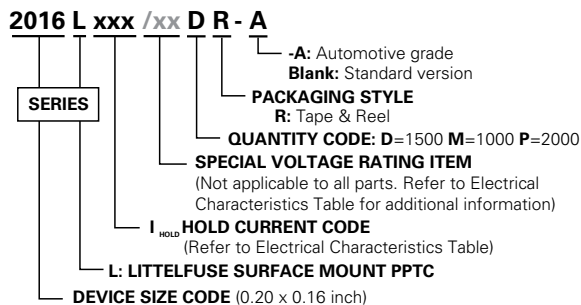 2016 L xxx /xx D R - A
-A: Automotive grade
Blank: Standard version
SERIES
PACKAGING STYLE
R: Tape & Reel
QUANTITY CODE: D=1500 M=1000 P=2000
SPECIAL VOLTAGE RATING ITEM
(Not applicable to all parts. Refer to Electrical
Characteristics Table for additional information)
I HOLD HOLD CURRENT CODE
(Refer to Electrical Characteristics Table)
L: LITTELFUSE SURFACE MOUNT PPTC
DEVICE SIZE CODE (0.20 x 0.16 inch)